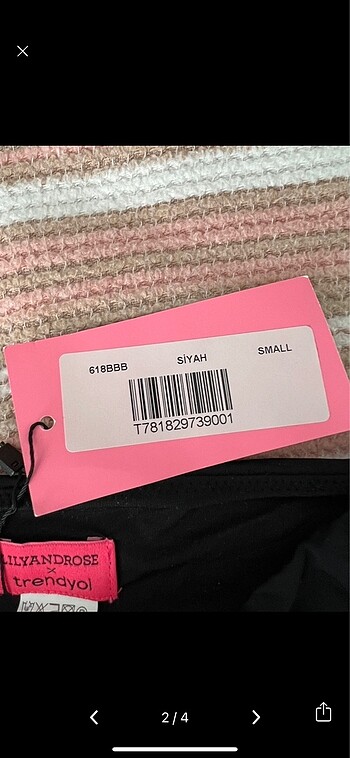 618BBB SİYAH SMALL
T781829739001
LILYANDROSE
X
trendyol
2/4